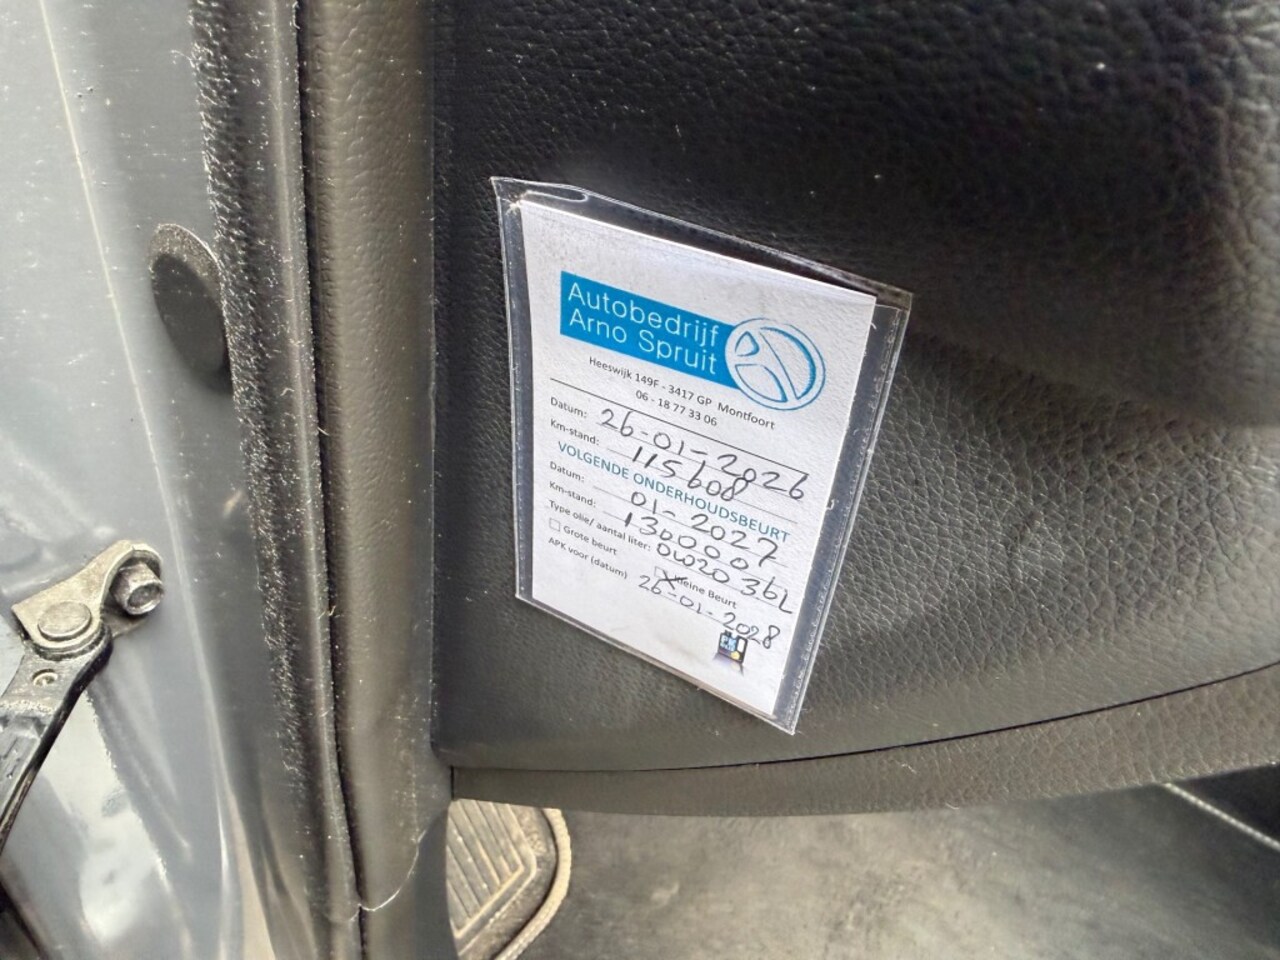 Autobedrijf
Arno Spruit
Heeswijk 149F - 3417 GP Montfoort
06 - 18 77 33 06
Datum: 26-01-2026
Km-stand: 115608
VOLGENDE ONDERHOUDSBEURT
Datum: 01-2027
Km-stand: 130000
Type olie/ aantal liter: 0W20 36L
Grote beurt Kleine Beurt
APK voor (datum) 26-01-2028